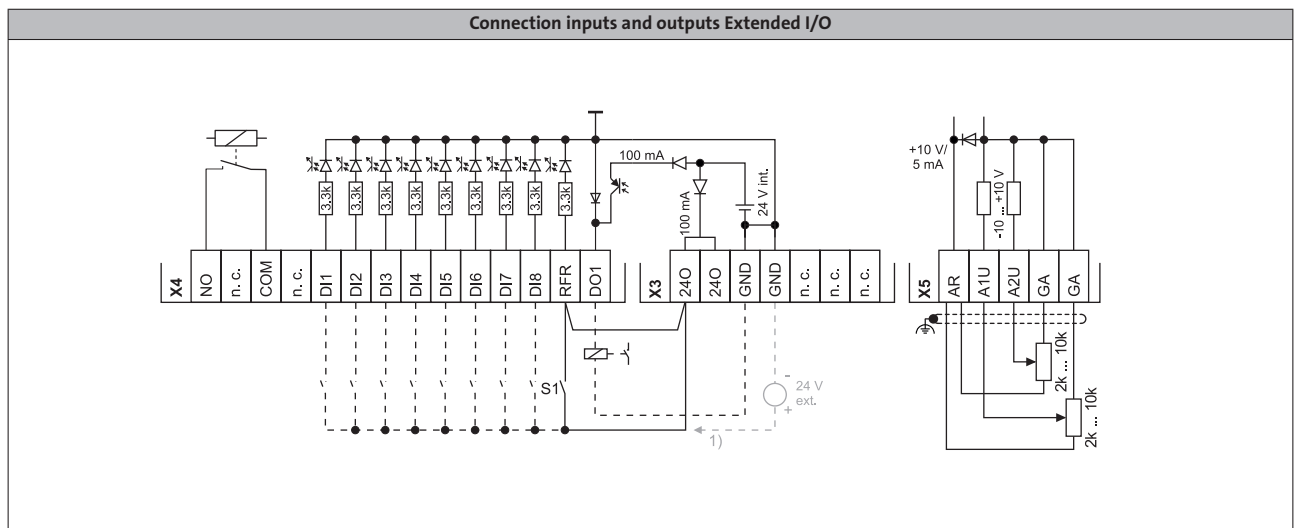 Connection inputs and outputs Extended I/O
100 mA
3.3k
3.3k
3.3k
3.3k
3.3k
3.3k
3.3k
3.3k
3.3k
100 mA
24 V int.
+10 V/
5 mA
-10 ... +10 V
X4
NO
n. c.
COM
n. c.
DI1
DI2
DI3
DI4
DI5
DI6
DI7
DI8
RFR
DO1
X3
24O
24O
GND
GND
n. c.
n. c.
n. c.
X5
AR
A1U
A2U
GA
GA
S1
-
24 V
ext.
+
1)
2k ... 10k
2k ... 10k